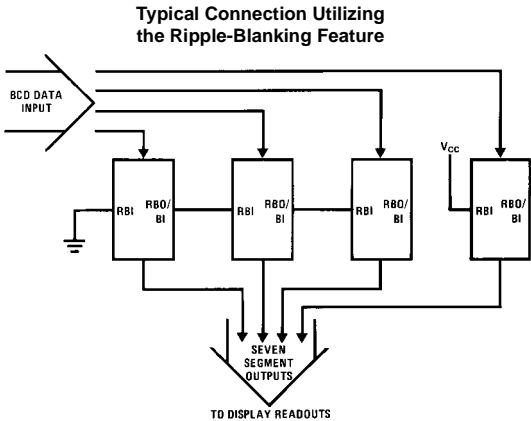 Typical Connection Utilizing
the Ripple-Blanking Feature
BCD DATA
INPUT
VCC
RBI
RBO/
BI
RBI
RBO/
BI
RBI
RBO/
BI
RBI
RBO/
BI
SEVEN
SEGMENT
OUTPUTS
TO DISPLAY READOUTS